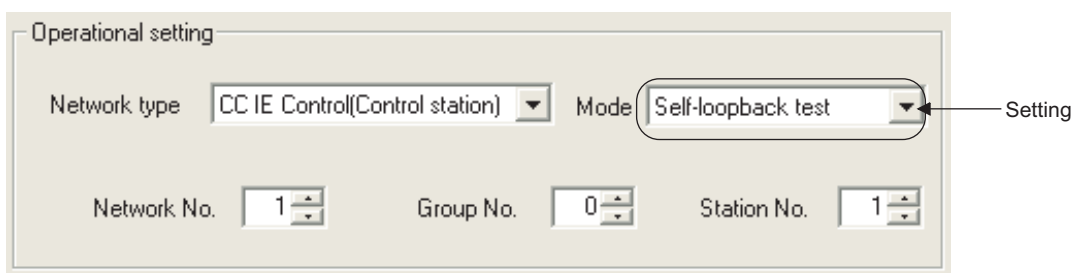 Operational setting
Network type CC IE Control(Control station) Mode Self-loopback test Setting
Network No. 1 Group No. 0 Station No. 1